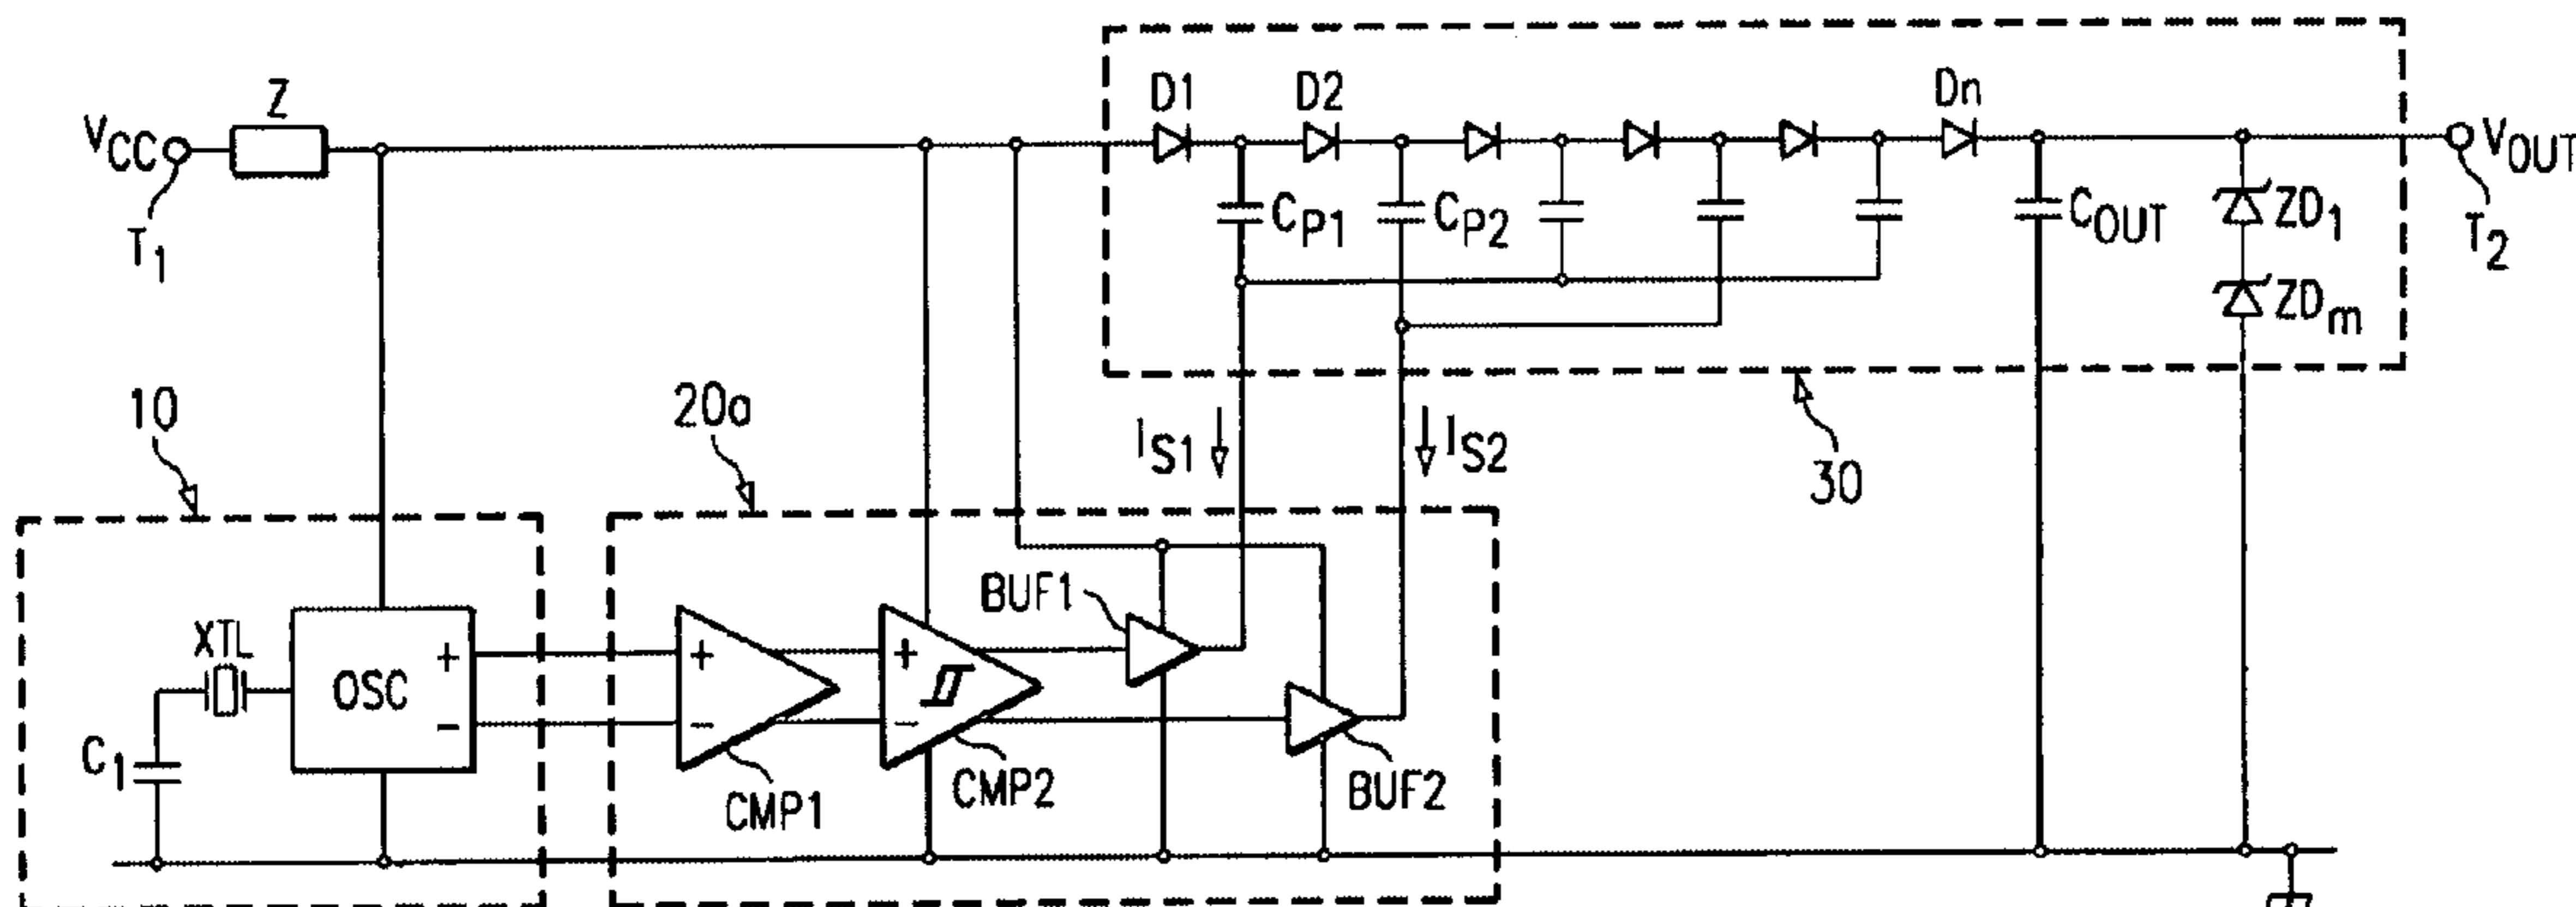 Z
D1
D2
Dn
VCC
VOUT
T1
T2
CP1
CP2
COUT
ZD1
ZDm
10
20a
IS1
IS2
30
XTL
OSC
+
-
C1
+
-
CMP1
+
-
CMP2
BUF1
BUF2